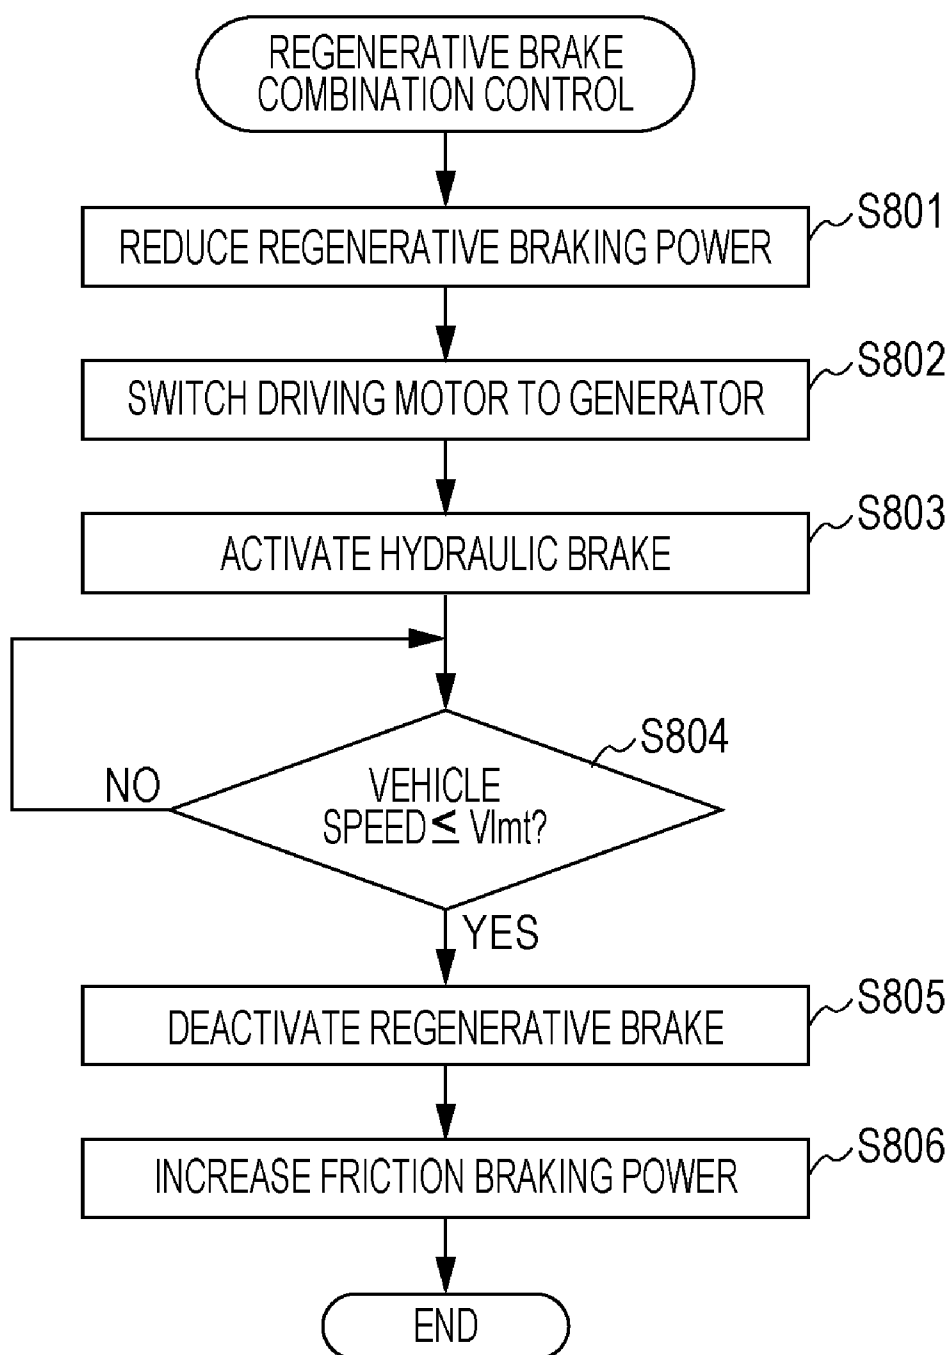 REGENERATIVE BRAKE
COMBINATION CONTROL
S801
REDUCE REGENERATIVE BRAKING POWER
S802
SWITCH DRIVING MOTOR TO GENERATOR
S803
ACTIVATE HYDRAULIC BRAKE
S804
VEHICLE
SPEED ≤ Vlmt?
NO
YES
S805
DEACTIVATE REGENERATIVE BRAKE
S806
INCREASE FRICTION BRAKING POWER
END